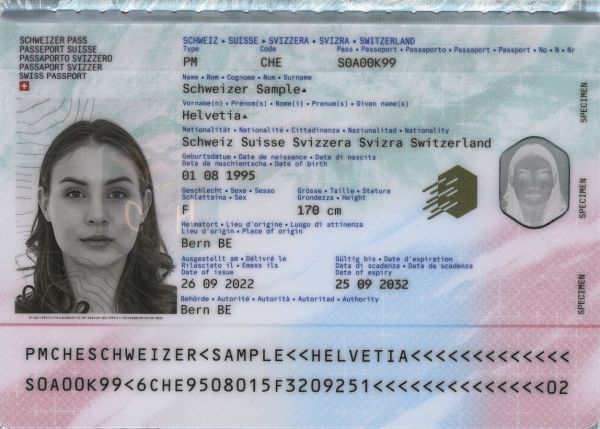 SCHWEIZER PASS
PASSEPORT SUISSE
PASSAPORTO SVIZZERO
PASSAPORT SVIZZER
SWISS PASSPORT
SCHWEIZ • SUISSE • SVIZZERA • SVIZRA • SWITZERLAND
Type Code Pass • Passeport • Passaporto • Passaport • Passport • No • N • Nr
PM CHE S0A00K99
Name • Nom • Cognome • Num • Surname
Schweizer Sample▲
Vorname(n) • Prénom(s) • Nome(i) • Prenum(s) • Given name(s)
Helvetia▲
Nationalität • Nationalité • Cittadinanza • Naziunalitad • Nationality
Schweiz Suisse Svizzera Svizra Switzerland
Geburtsdatum • Date de naissance • Data di nascita
Data da naschientscha • Date of birth
01 08 1995
Geschlecht • Sexe • Sesso Grösse • Taille • Statura
Schlattaina • Sex Grondezza • Height
F 170 cm
Heimatort • Lieu d'origine • Luogo di attinenza
Lieu d'origine • Place of origin
Bern BE
Ausgestellt am • Délivré le Gültig bis • Date d'expiration
Rilasciato il • Emess ils Data di scadenza • Data da scadenza
Date of issue Date of expiry
26 09 2022 25 09 2032
Behörde • Autorité • Autorità • Autoritad • Authority
Bern BE
SPECIMEN
SPECIMEN
SPECIMEN
PMCHESCHWEIZER<SAMPLE<<HELVETIA<<<<<<<<<<<<<
S0A00K99<6CHE9508015F3209251<<<<<<<<<<<<<<02